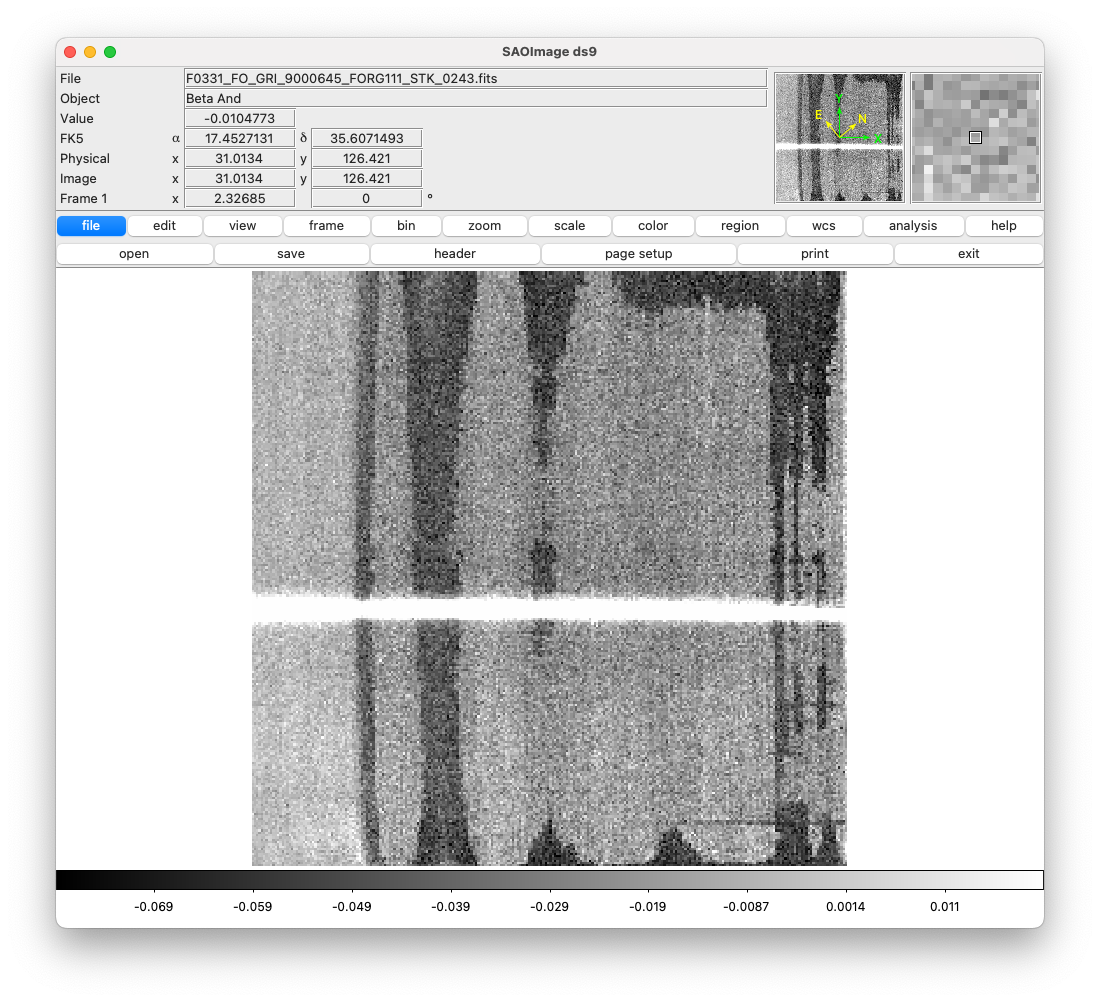 SAOImage ds9
File F0331_FO_GRI_9000645_FORG111_STK_0243.fits
Object Beta And
Value -0.0104773
FK5 α 17.4527131 δ 35.6071493
Physical x 31.0134 y 126.421
Image x 31.0134 y 126.421
Frame 1 x 2.32685 0 °
E N Y X
file edit view frame bin zoom scale color region wcs analysis help
open save header page setup print exit
-0.069 -0.059 -0.049 -0.039 -0.029 -0.019 -0.0087 0.0014 0.011